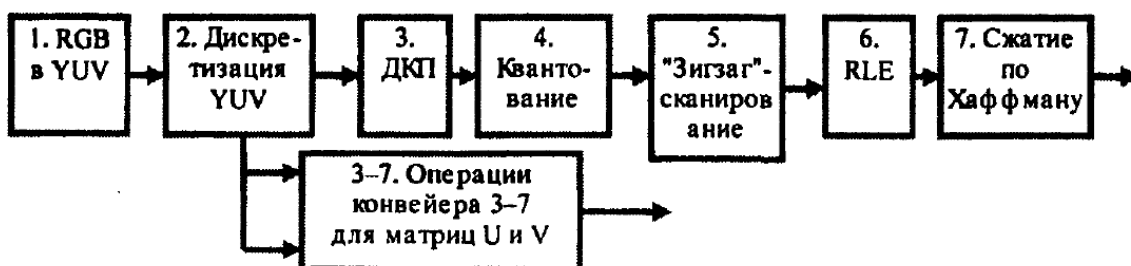 1. RGB
в YUV
2. Дискре-
тизация
YUV
3.
ДКП
4.
Квантo-
вание
5.
"Зигзаг"-
сканиров
ание
6.
RLE
7. Сжатие
по
Хаффману
3–7. Операции
конвейера 3–7
для матриц U и V